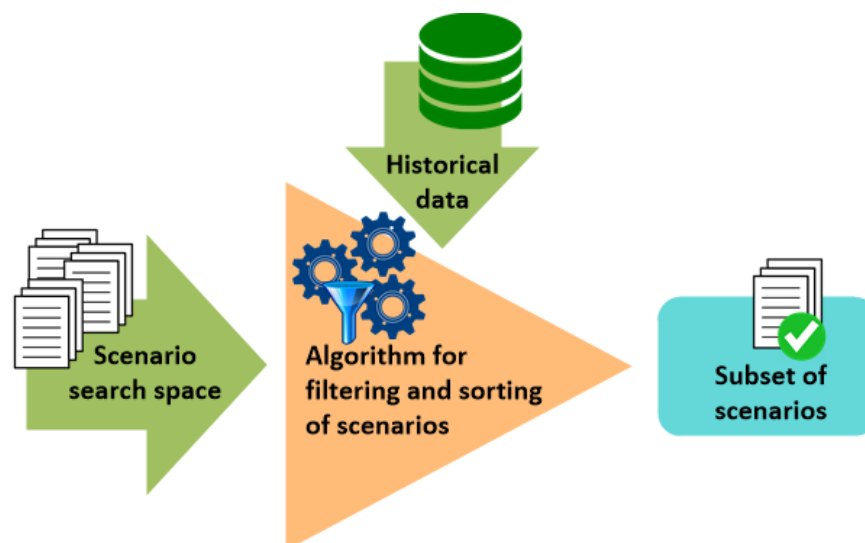 Historical
data
Scenario
search space
Algorithm for
filtering and sorting
of scenarios
Subset of
scenarios